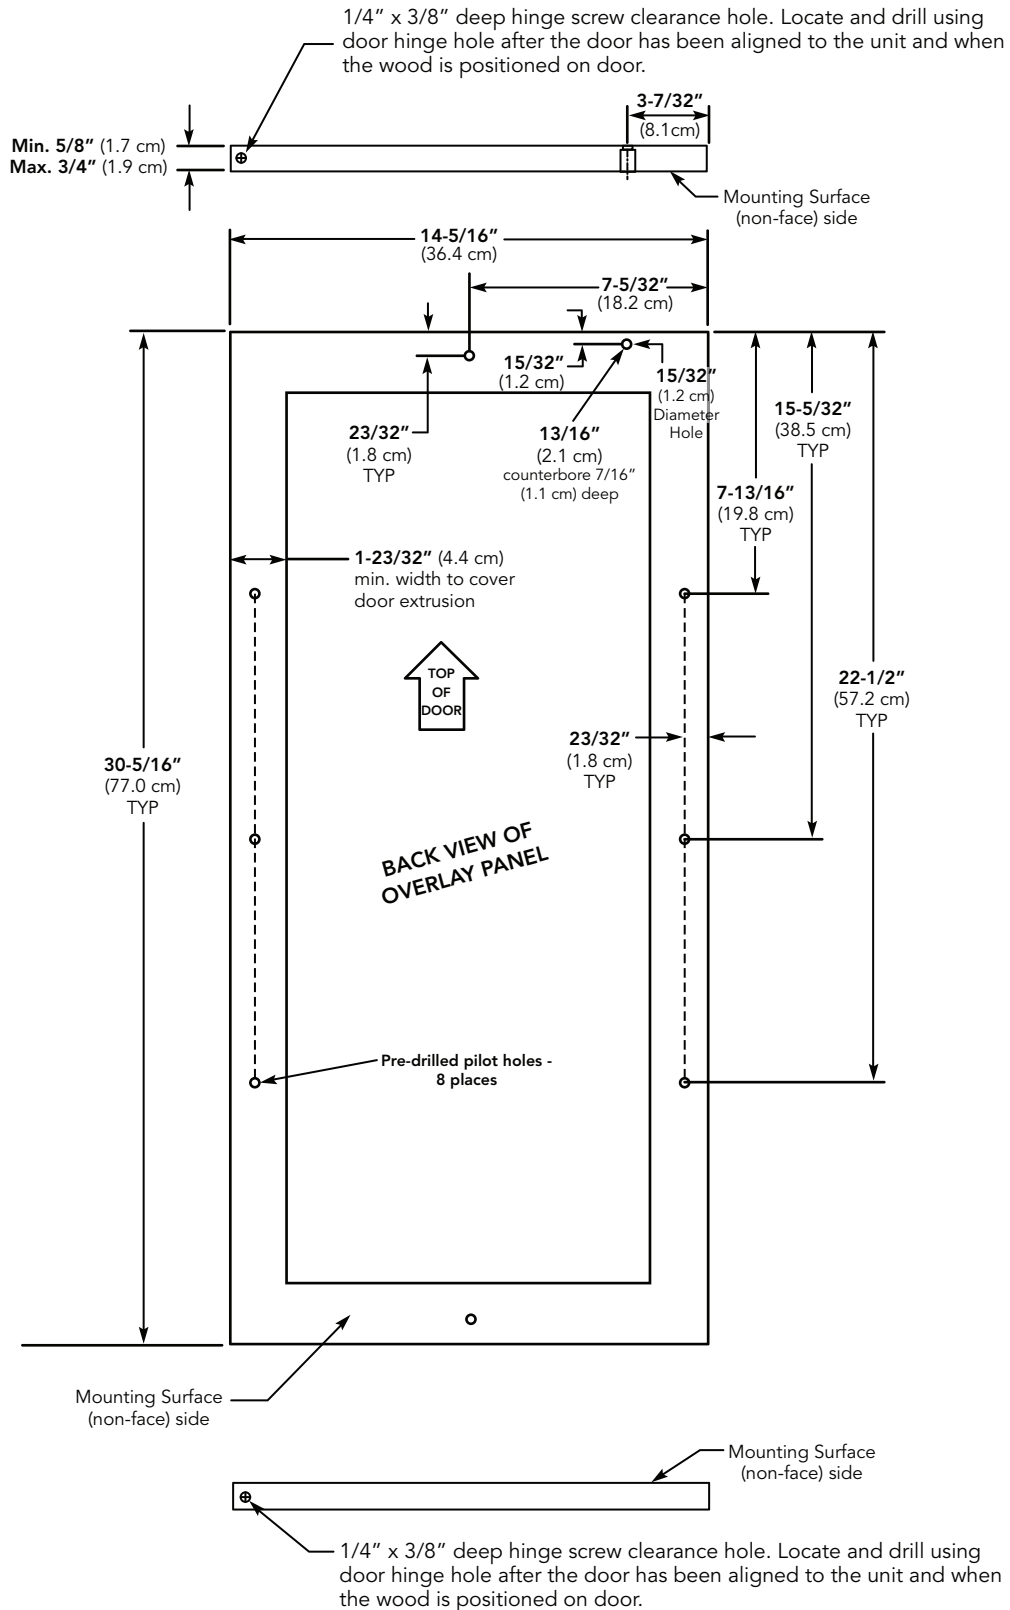 1/4” x 3/8” deep hinge screw clearance hole. Locate and drill using
door hinge hole after the door has been aligned to the unit and when
the wood is positioned on door.
3-7/32”
(8.1cm)
Min. 5/8” (1.7 cm)
Max. 3/4” (1.9 cm)
Mounting Surface
(non-face) side
14-5/16”
(36.4 cm)
7-5/32”
(18.2 cm)
15/32”
(1.2 cm)
15/32”
(1.2 cm)
Diameter
Hole
23/32”
(1.8 cm)
TYP
13/16”
(2.1 cm)
counterbore 7/16”
(1.1 cm) deep
15-5/32”
(38.5 cm)
TYP
7-13/16”
(19.8 cm)
TYP
1-23/32” (4.4 cm)
min. width to cover
door extrusion
TOP
OF
DOOR
22-1/2”
(57.2 cm)
TYP
23/32”
(1.8 cm)
TYP
30-5/16”
(77.0 cm)
TYP
BACK VIEW OF
OVERLAY PANEL
Pre-drilled pilot holes -
8 places
Mounting Surface
(non-face) side
Mounting Surface
(non-face) side
1/4” x 3/8” deep hinge screw clearance hole. Locate and drill using
door hinge hole after the door has been aligned to the unit and when
the wood is positioned on door.